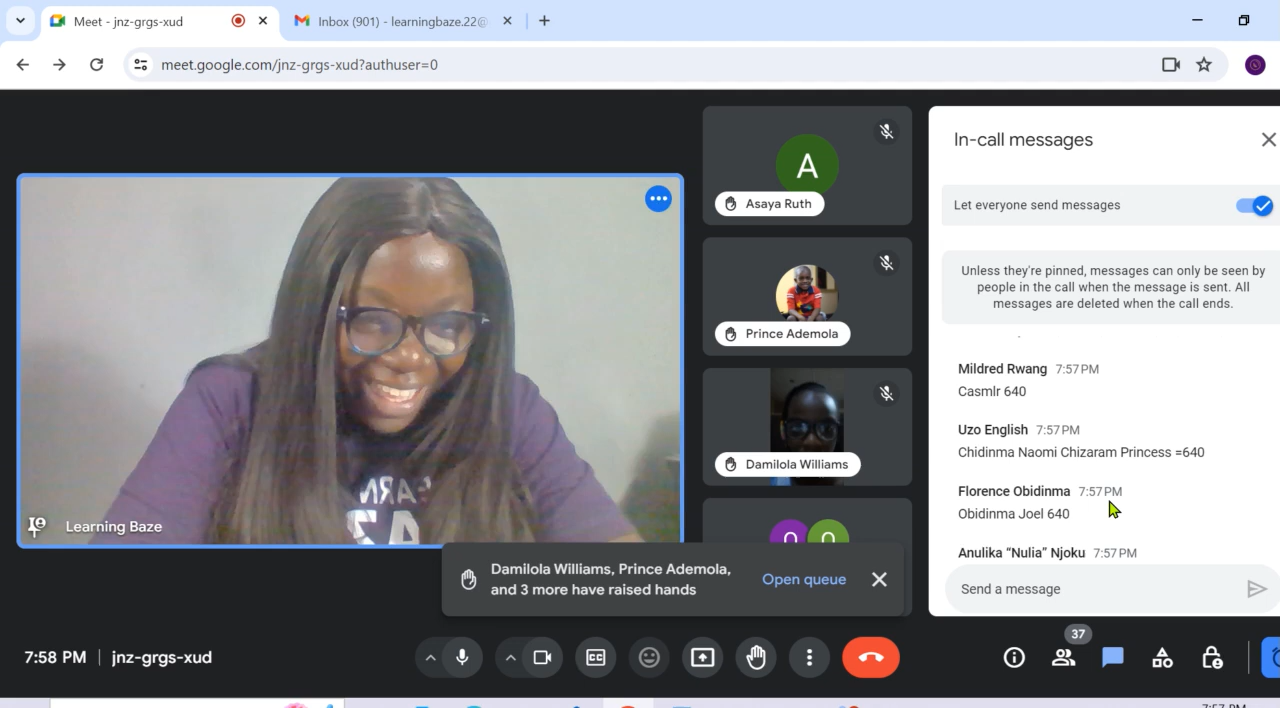 Meet - jnz-grgs-xud
Inbox (901) - learningbaze.22@
meet.google.com/jnz-grgs-xud?authuser=0
A
Asaya Ruth
Prince Ademola
Damilola Williams
O O
Learning Baze
Damilola Williams, Prince Ademola,
and 3 more have raised hands
Open queue
In-call messages
Let everyone send messages
Unless they're pinned, messages can only be seen by
people in the call when the message is sent. All
messages are deleted when the call ends.
Mildred Rwang 7:57 PM
Casmlr 640
Uzo English 7:57 PM
Chidinma Naomi Chizaram Princess =640
Florence Obidinma 7:57 PM
Obidinma Joel 640
Anulika “Nulia” Njoku 7:57 PM
Send a message
7:58 PM | jnz-grgs-xud
CC
37
7:57 PM